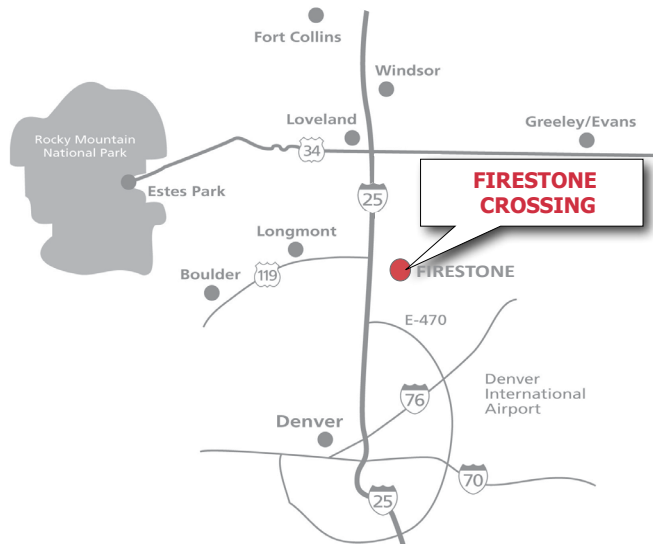 Fort Collins
Windsor
Loveland
Greeley/Evans
Rocky Mountain
National Park
34
Estes Park
FIRESTONE
CROSSING
25
Longmont
Boulder
119
FIRESTONE
E-470
76
Denver
International
Airport
Denver
70
25